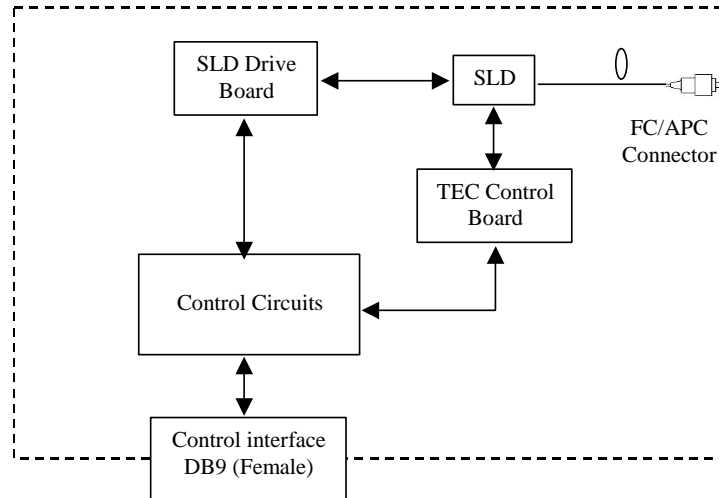 SLD Drive
Board
SLD
FC/APC
Connector
TEC Control
Board
Control Circuits
Control interface
DB9 (Female)